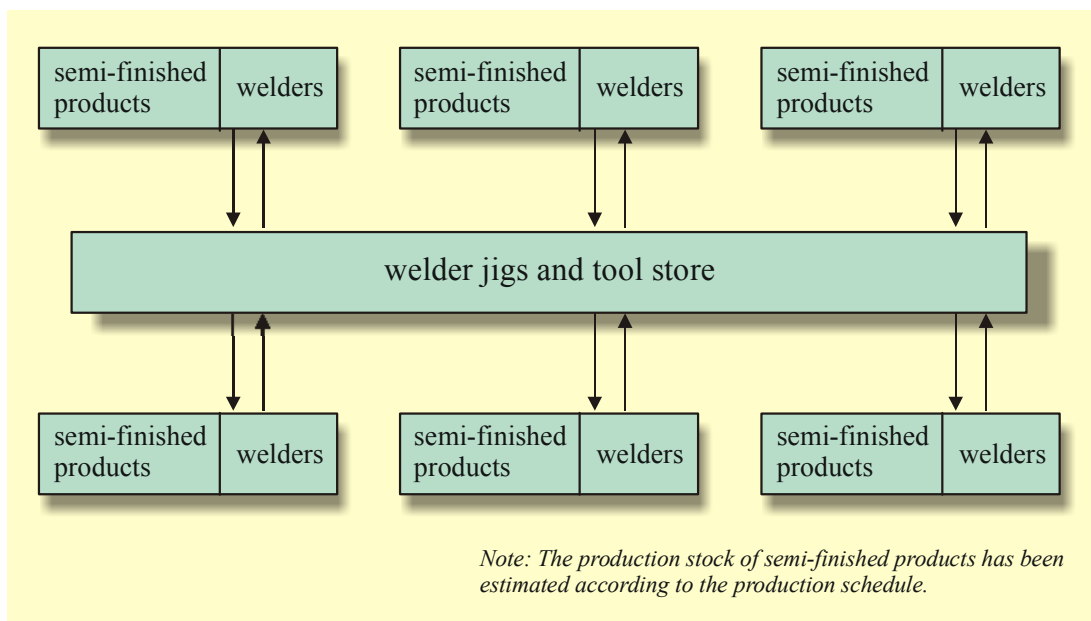 semi-finished
products
welders
semi-finished
products
welders
semi-finished
products
welders
welder jigs and tool store
semi-finished
products
welders
semi-finished
products
welders
semi-finished
products
welders
Note: The production stock of semi-finished products has been
estimated according to the production schedule.